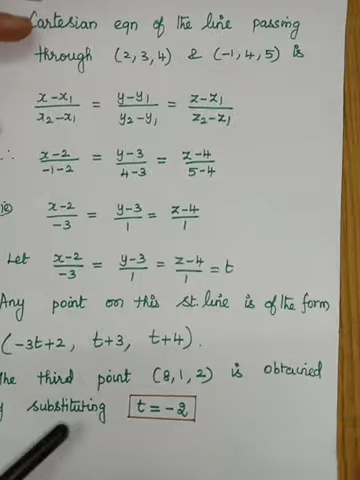 Cartesian eqn of the line passing
through (2, 3, 4) & (-1, 4, 5) is
x-x₁/x₂-x₁ = y-y₁/y₂-y₁ = z-z₁/z₂-z₁
∴ x-2/-1-2 = y-3/4-3 = z-4/5-4
x-2/-3 = y-3/1 = z-4/1
Let x-2/-3 = y-3/1 = z-4/1 = t
Any point on this st.line is of the form
(-3t+2, t+3, t+4).
The third point (8, 1, 2) is obtained
substituting t = -2